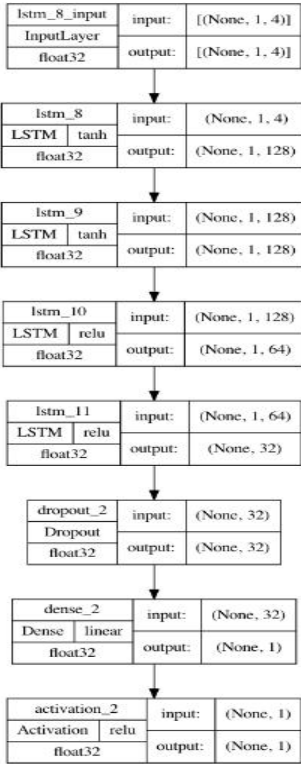 lstm_8_input input: [(None, 1, 4)]
InputLayer
float32 output: [(None, 1, 4)]
lstm_8 input: (None, 1, 4)
LSTM tanh
float32 output: (None, 1, 128)
lstm_9 input: (None, 1, 128)
LSTM tanh
float32 output: (None, 1, 128)
lstm_10 input: (None, 1, 128)
LSTM relu
float32 output: (None, 1, 64)
lstm_11 input: (None, 1, 64)
LSTM relu
float32 output: (None, 32)
dropout_2 input: (None, 32)
Dropout
float32 output: (None, 32)
dense_2 input: (None, 32)
Dense linear
float32 output: (None, 1)
activation_2 input: (None, 1)
Activation relu
float32 output: (None, 1)